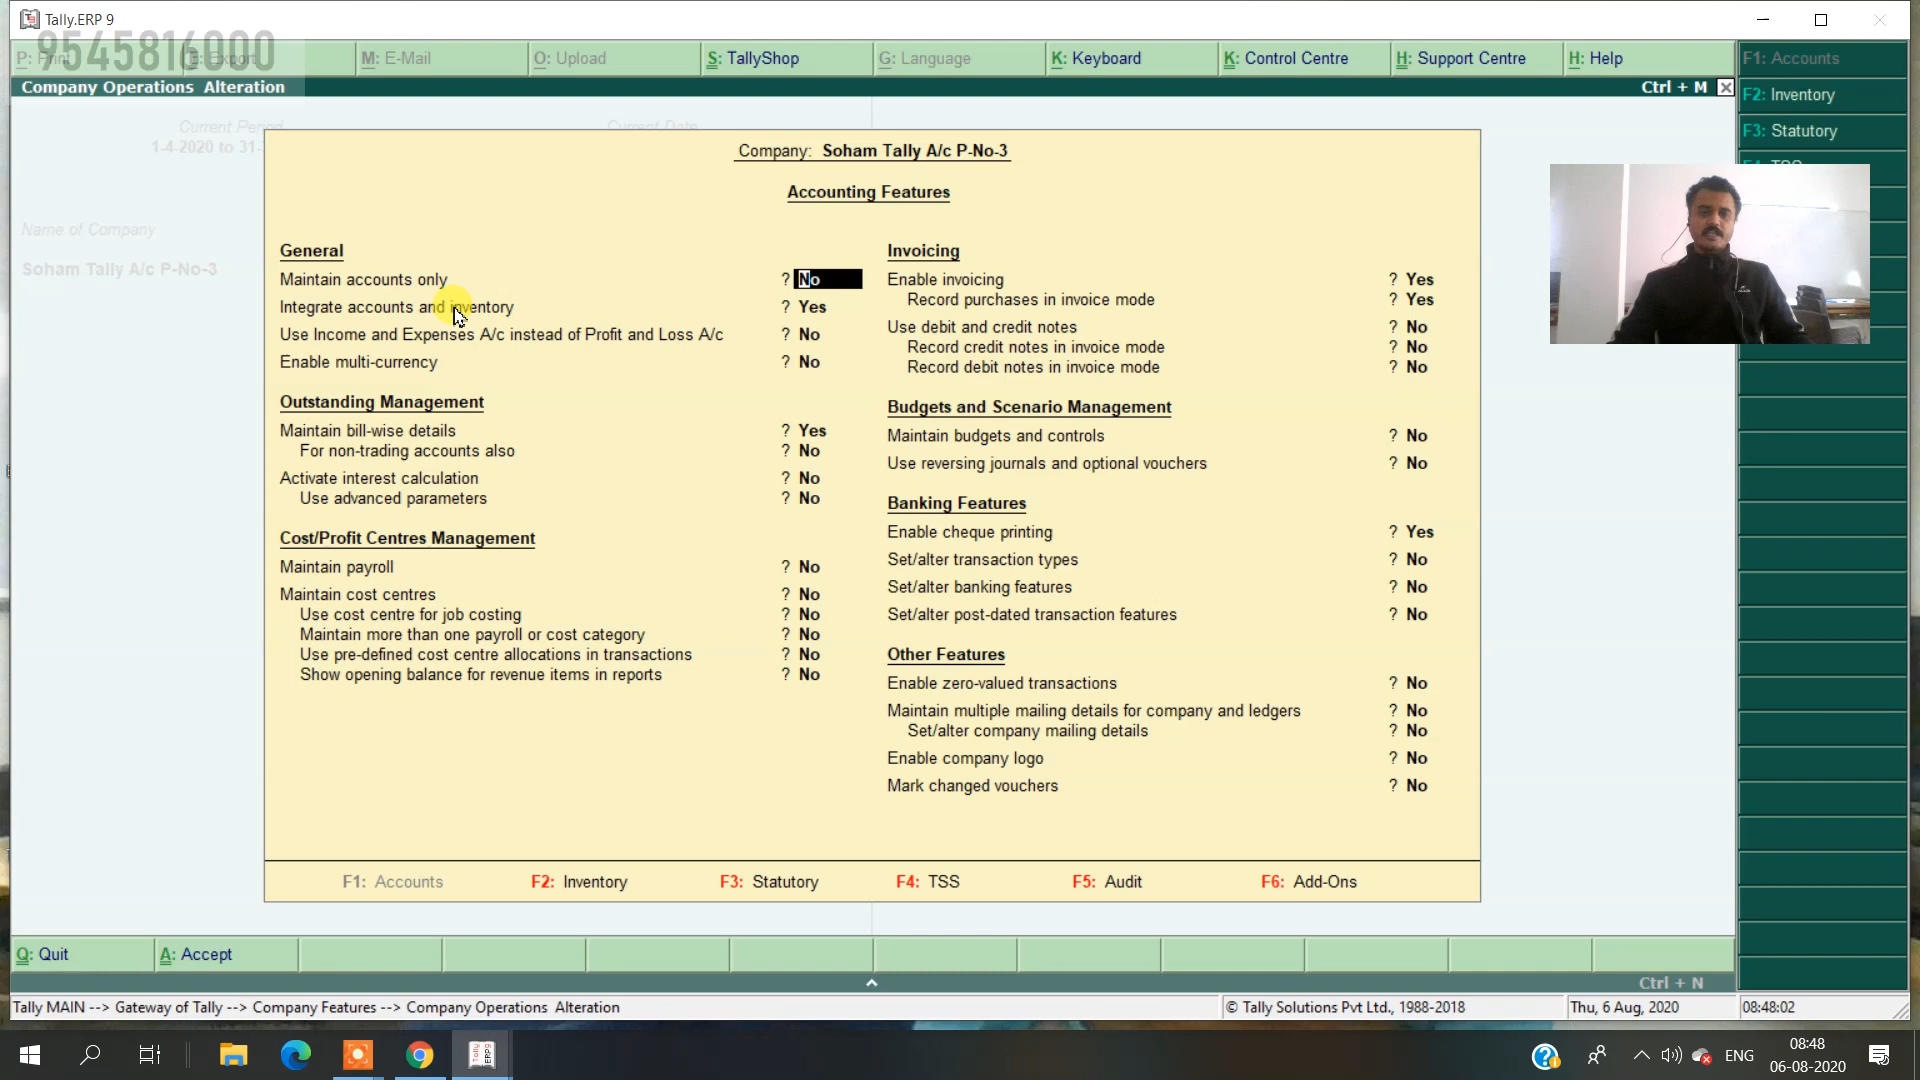 Tally.ERP 9
9545816000
P: Print
E: Export
M: E-Mail
O: Upload
S: TallyShop
G: Language
K: Keyboard
K: Control Centre
H: Support Centre
H: Help
F1: Accounts
Company Operations Alteration
Ctrl + M
F2: Inventory
F3: Statutory
F4: TSS
Current Period
Current Date
1-4-2020 to 31-
Name of Company
Soham Tally A/c P-No-3
Company: Soham Tally A/c P-No-3
Accounting Features
General
Maintain accounts only ? No
Integrate accounts and inventory ? Yes
Use Income and Expenses A/c instead of Profit and Loss A/c ? No
Enable multi-currency ? No
Outstanding Management
Maintain bill-wise details ? Yes
For non-trading accounts also ? No
Activate interest calculation ? No
Use advanced parameters ? No
Cost/Profit Centres Management
Maintain payroll ? No
Maintain cost centres ? No
Use cost centre for job costing ? No
Maintain more than one payroll or cost category ? No
Use pre-defined cost centre allocations in transactions ? No
Show opening balance for revenue items in reports ? No
Invoicing
Enable invoicing ? Yes
Record purchases in invoice mode ? Yes
Use debit and credit notes ? No
Record credit notes in invoice mode ? No
Record debit notes in invoice mode ? No
Budgets and Scenario Management
Maintain budgets and controls ? No
Use reversing journals and optional vouchers ? No
Banking Features
Enable cheque printing ? Yes
Set/alter transaction types ? No
Set/alter banking features ? No
Set/alter post-dated transaction features ? No
Other Features
Enable zero-valued transactions ? No
Maintain multiple mailing details for company and ledgers ? No
Set/alter company mailing details ? No
Enable company logo ? No
Mark changed vouchers ? No
F1: Accounts F2: Inventory F3: Statutory F4: TSS F5: Audit F6: Add-Ons
Q: Quit
A: Accept
Ctrl + N
Tally MAIN --> Gateway of Tally --> Company Features --> Company Operations Alteration
© Tally Solutions Pvt Ltd., 1988-2018
Thu, 6 Aug, 2020
08:48:02
Tally ERP9
ENG
08:48
06-08-2020